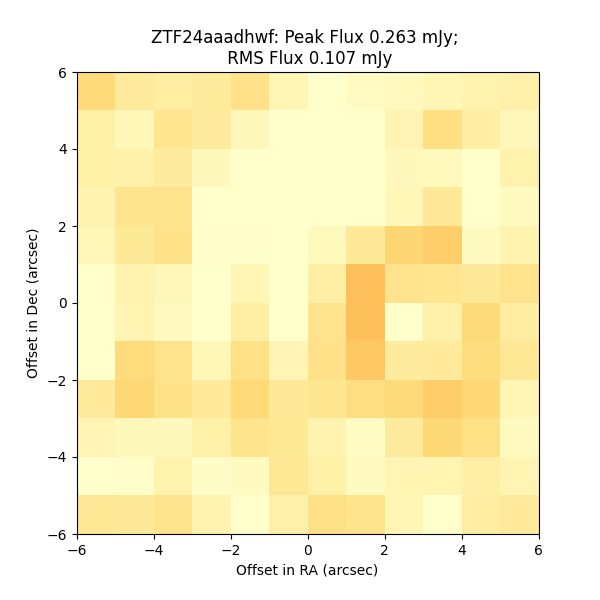 ZTF24aaadhwf: Peak Flux 0.263 mJy;
RMS Flux 0.107 mJy
6
4
2
0
−2
−4
−6
Offset in Dec (arcsec)
−6 −4 −2 0 2 4 6
Offset in RA (arcsec)